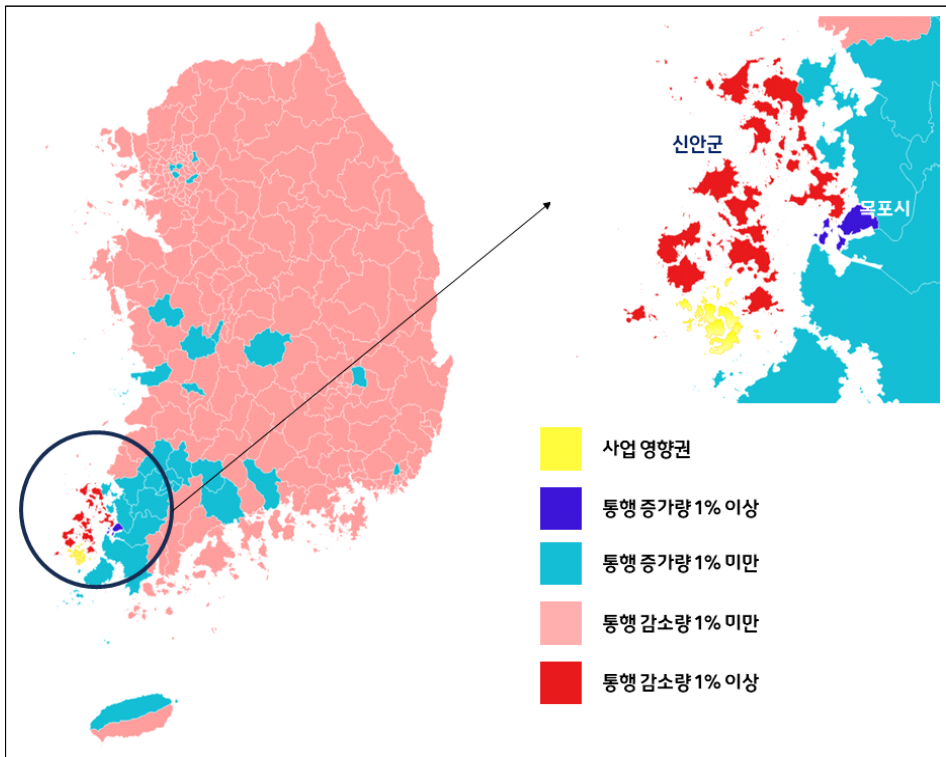 신안군
목포시
사업 영향권
통행 증가량 1% 이상
통행 증가량 1% 미만
통행 감소량 1% 미만
통행 감소량 1% 이상